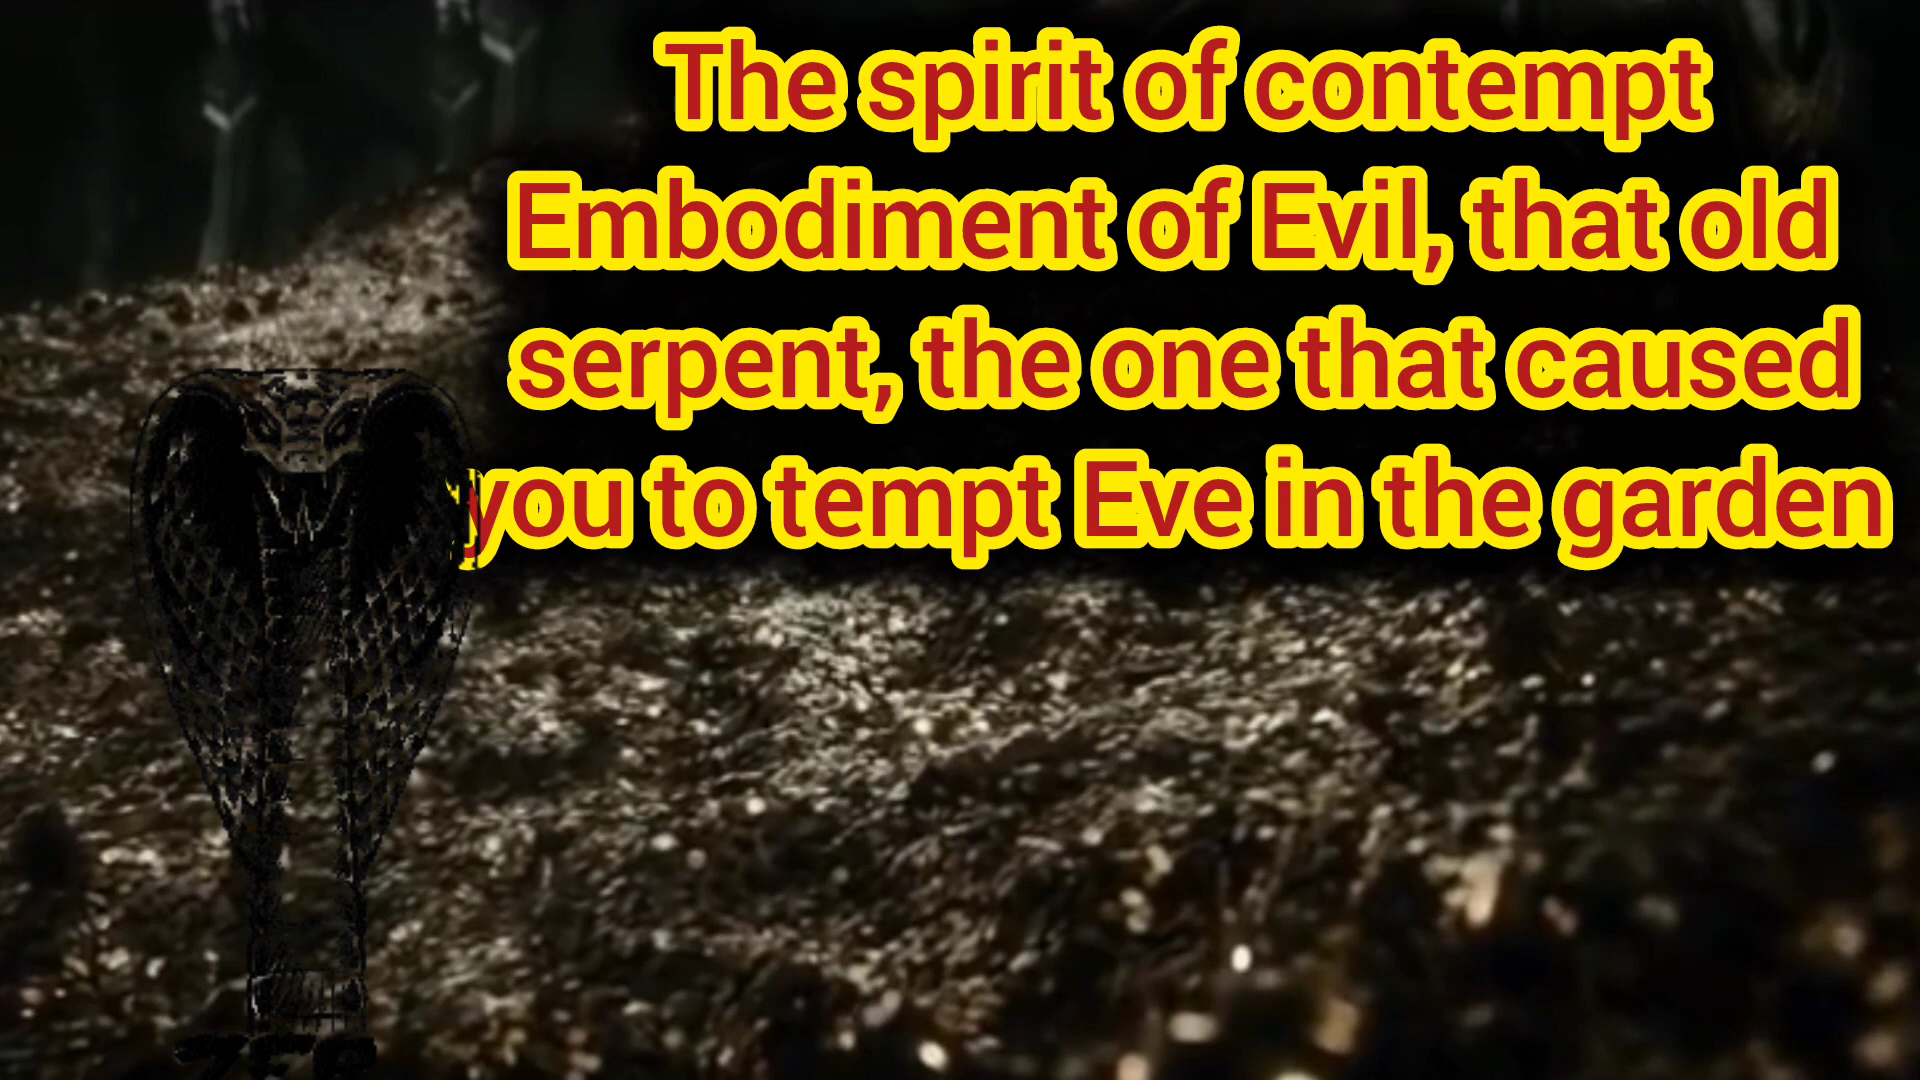 The spirit of contempt
Embodiment of Evil, that old
serpent, the one that caused
you to tempt Eve in the garden